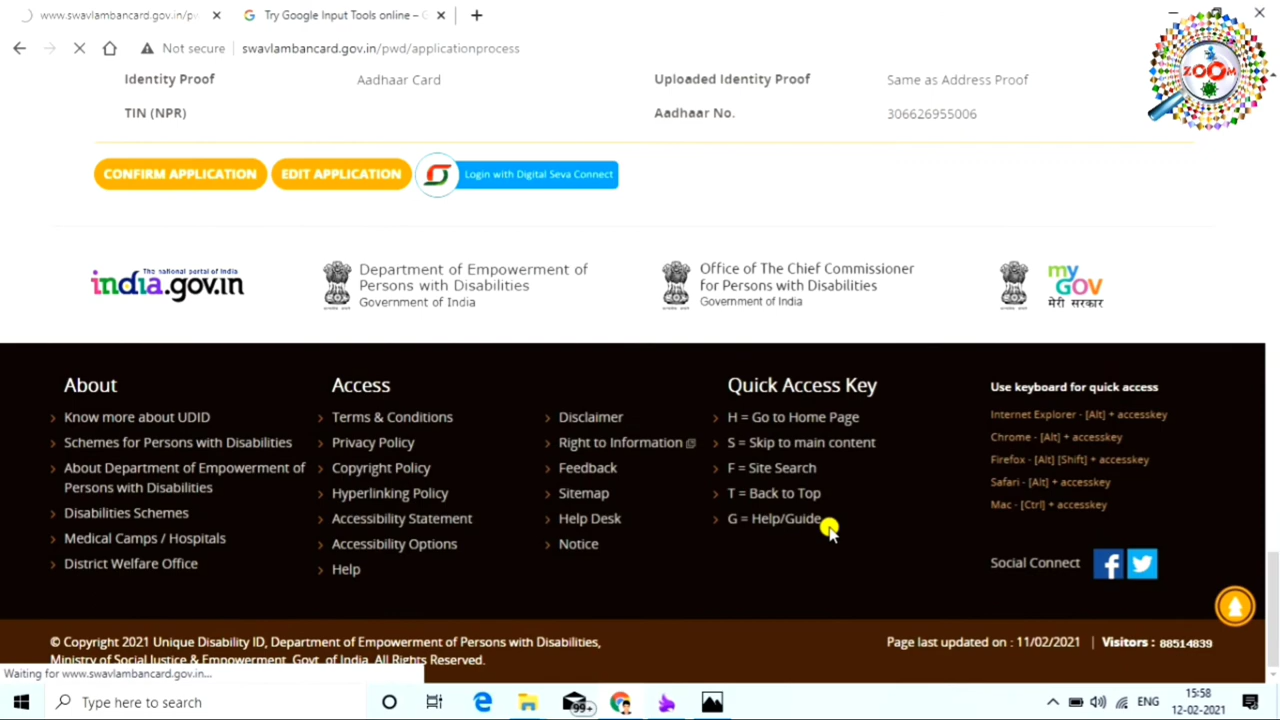 www.swavlambancard.gov.in/pw
Try Google Input Tools online – G
Not secure
swavlambancard.gov.in/pwd/applicationprocess
ZOOM
Identity Proof
Aadhaar Card
Uploaded Identity Proof
Same as Address Proof
TIN (NPR)
Aadhaar No.
306626955006
CONFIRM APPLICATION
EDIT APPLICATION
Login with Digital Seva Connect
The national portal of India
india.gov.in
Department of Empowerment of
Persons with Disabilities
Government of India
Office of The Chief Commissioner
for Persons with Disabilities
Government of India
my
GOV
मेरी सरकार
About
Know more about UDID
Schemes for Persons with Disabilities
About Department of Empowerment of
Persons with Disabilities
Disabilities Schemes
Medical Camps / Hospitals
District Welfare Office
Access
Terms & Conditions
Privacy Policy
Copyright Policy
Hyperlinking Policy
Accessibility Statement
Accessibility Options
Help
Disclaimer
Right to Information
Feedback
Sitemap
Help Desk
Notice
Quick Access Key
H = Go to Home Page
S = Skip to main content
F = Site Search
T = Back to Top
G = Help/Guide
Use keyboard for quick access
Internet Explorer - [Alt] + accesskey
Chrome - [Alt] + accesskey
Firefox - [Alt] [Shift] + accesskey
Safari - [Alt] + accesskey
Mac - [Ctrl] + accesskey
Social Connect
© Copyright 2021 Unique Disability ID, Department of Empowerment of Persons with Disabilities,
Ministry of Social Justice & Empowerment, Govt. of India. All Rights Reserved.
Page last updated on : 11/02/2021 | Visitors : 88514839
Waiting for www.swavlambancard.gov.in...
Type here to search
99+
ENG
15:58
12-02-2021